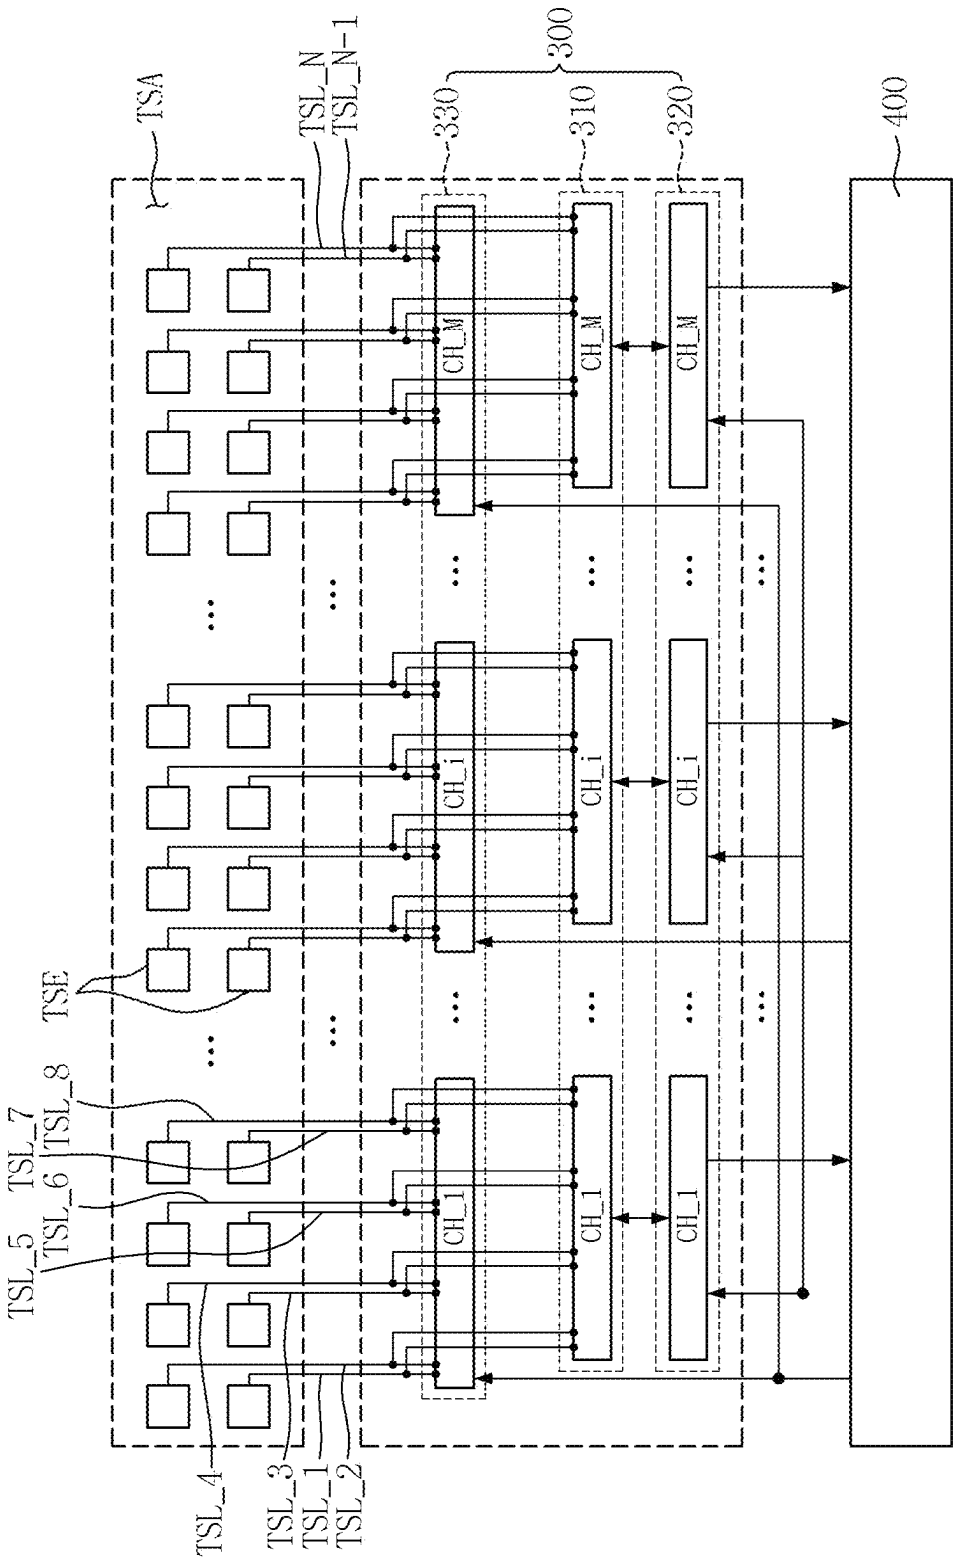 TSA
TSL_N
TSL_N-1
300
330
310
320
400
CH_M
CH_M
CH_M
...
...
...
...
...
...
CH_i
CH_i
CH_i
TSE
...
...
...
...
...
...
TSL_8
TSL_7
TSL_6
TSL_5
CH_1
CH_1
CH_1
TSL_4
TSL_3
TSL_1
TSL_2